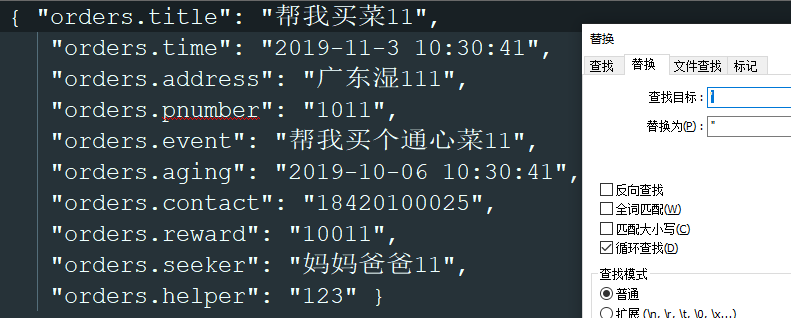 { "orders.title": "帮我买菜11",
"orders.time": "2019-11-3 10:30:41",
"orders.address": "广东湿111",
"orders.pnumber": "1011",
"orders.event": "帮我买个通心菜11",
"orders.aging": "2019-10-06 10:30:41",
"orders.contact": "18420100025",
"orders.reward": "10011",
"orders.seeker": "妈妈爸爸11",
"orders.helper": "123" }
替换
查找 替换 文件查找 标记
查找目标：
替换为(P)： "
反向查找
全词匹配(W)
匹配大小写(C)
循环查找(D)
查找模式
普通
扩展 (\n, \r, \t, \0, \x...)